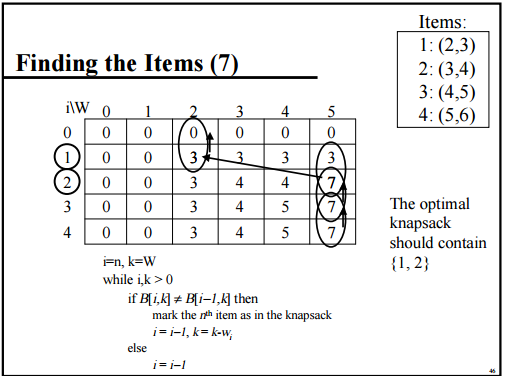 Items:
1: (2,3)
2: (3,4)
3: (4,5)
4: (5,6)
Finding the Items (7)
i\W 0 1 2 3 4 5
0 0 0 0 0 0 0
1 0 0 3 3 3 3
2 0 0 3 4 4 7
3 0 0 3 4 5 7
4 0 0 3 4 5 7
The optimal
knapsack
should contain
{1, 2}
i=n, k=W
while i,k > 0
if B[i,k] ≠ B[i−1,k] then
mark the nth item as in the knapsack
i = i−1, k = k-wi
else
i = i−1
46